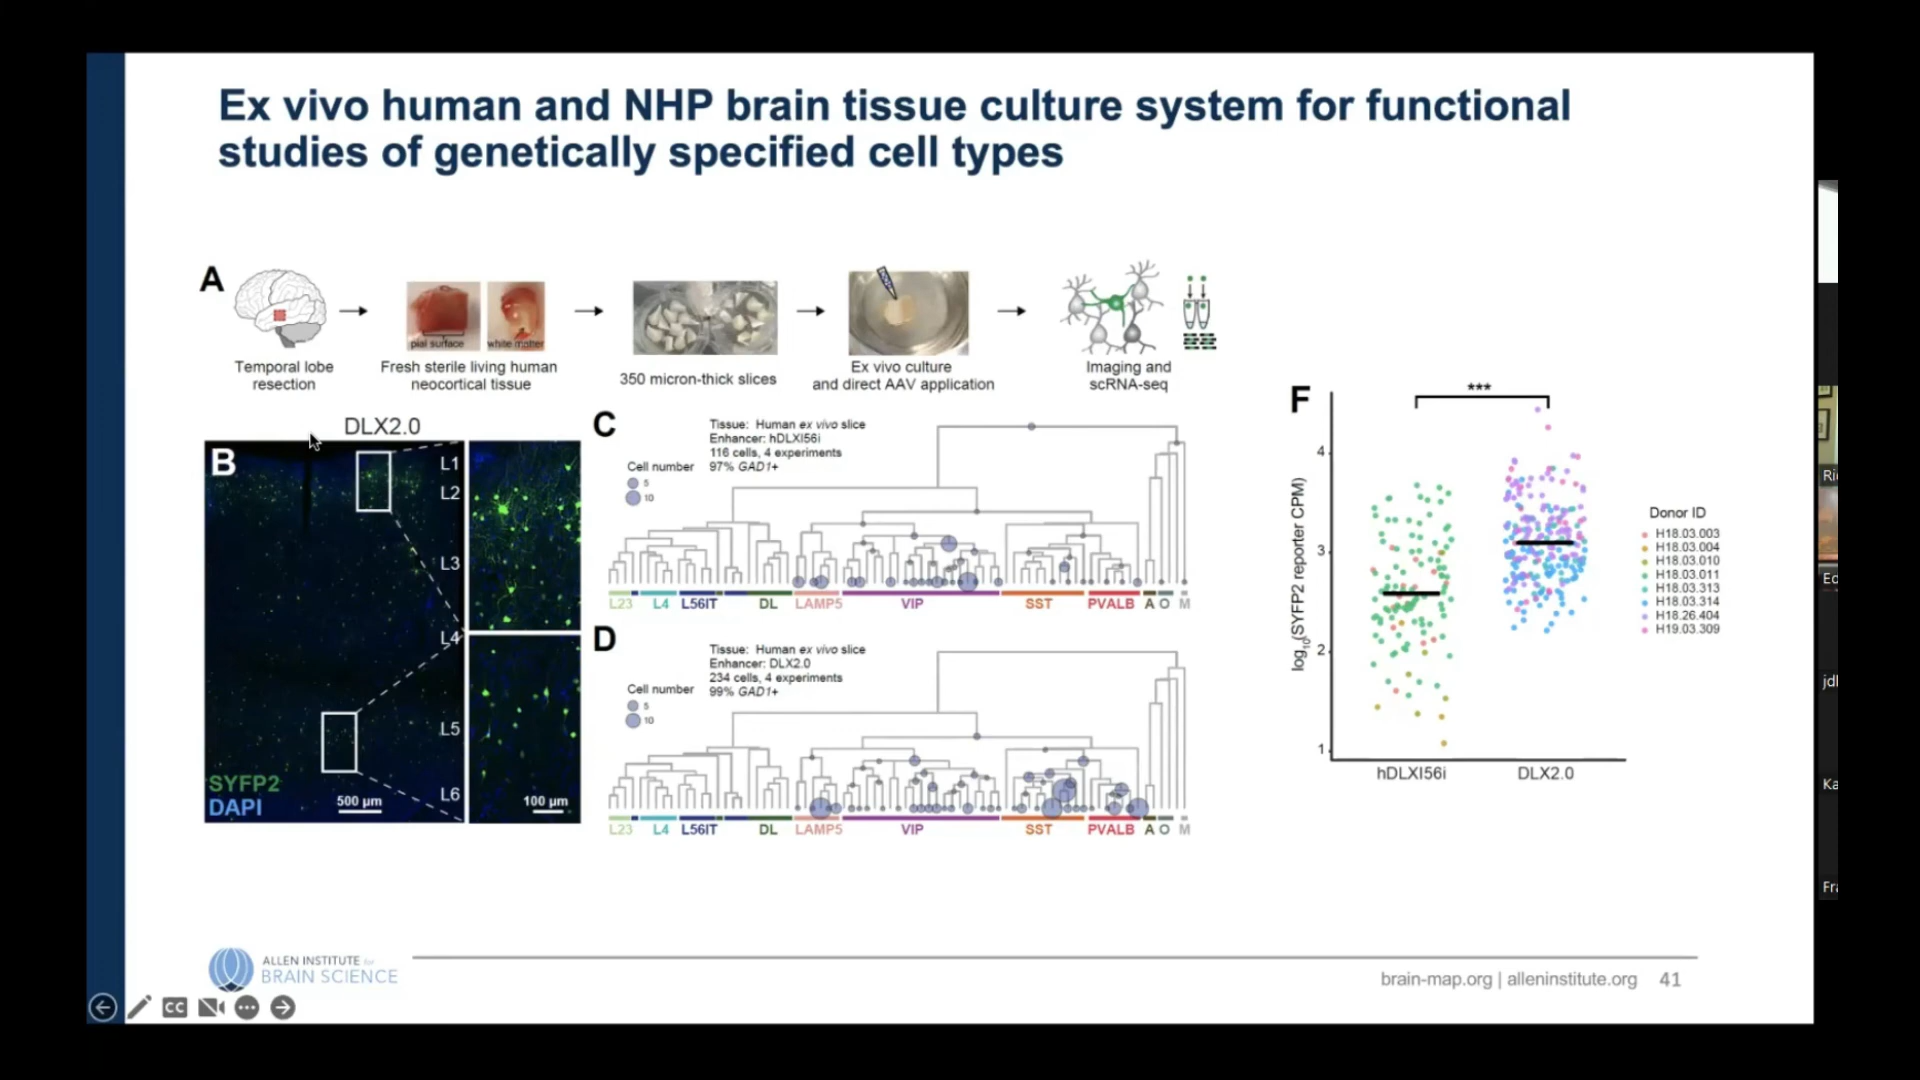 Ex vivo human and NHP brain tissue culture system for functional
studies of genetically specified cell types
A
pial surface
white matter
Temporal lobe
resection
Fresh sterile living human
neocortical tissue
350 micron-thick slices
Ex vivo culture
and direct AAV application
Imaging and
scRNA-seq
DLX2.0
B
L1
L2
L3
L4
L5
L6
SYFP2
DAPI
500 µm
100 µm
C
Tissue: Human ex vivo slice
Enhancer: hDLXI56i
116 cells, 4 experiments
97% GAD1+
Cell number
5
10
L23 L4 L56IT DL LAMP5 VIP SST PVALB A O M
D
Tissue: Human ex vivo slice
Enhancer: DLX2.0
234 cells, 4 experiments
99% GAD1+
Cell number
5
10
L23 L4 L56IT DL LAMP5 VIP SST PVALB A O M
F
***
log10(SYFP2 reporter CPM)
4
3
2
1
hDLXI56i
DLX2.0
Donor ID
H18.03.003
H18.03.004
H18.03.010
H18.03.011
H18.03.313
H18.03.314
H18.26.404
H19.03.309
ALLEN INSTITUTE for
BRAIN SCIENCE
brain-map.org | alleninstitute.org 41
CC
Ric
Ed
jdl
Ka
Fra